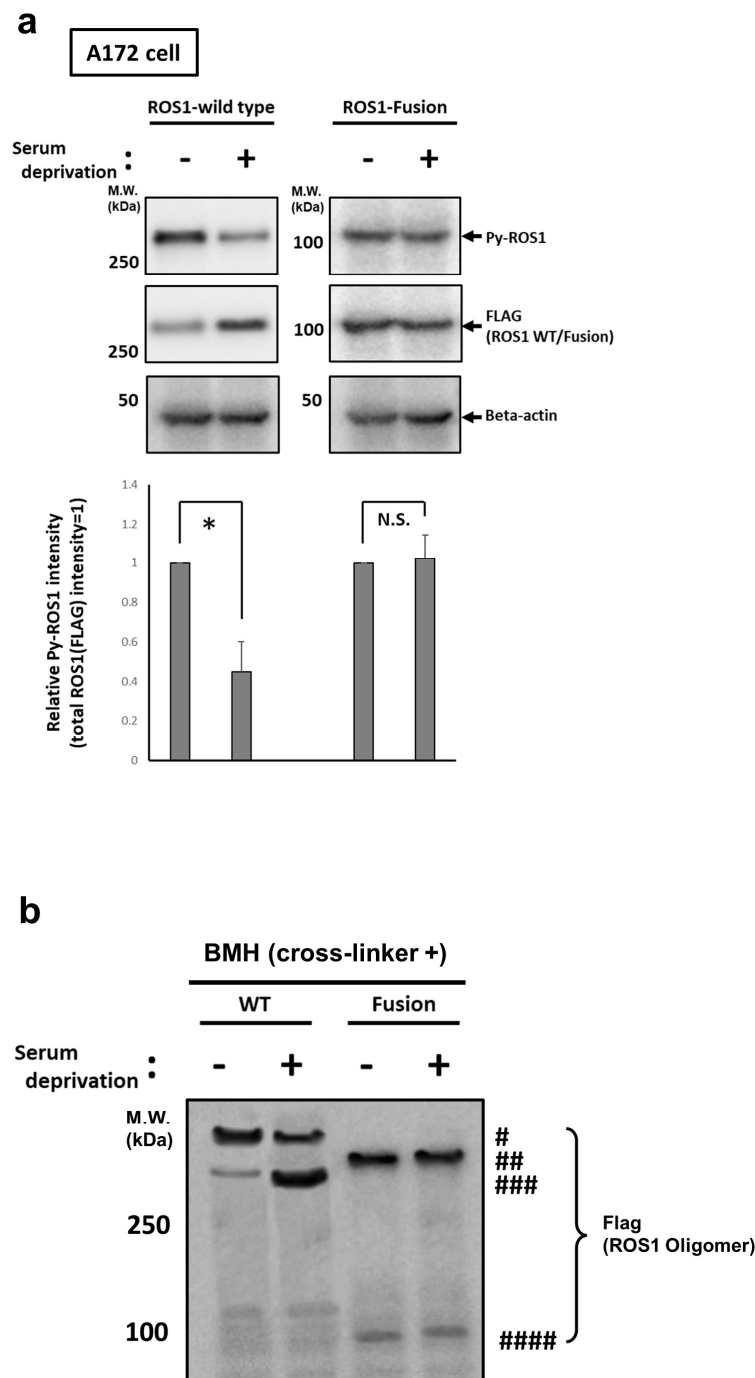 a
A172 cell
ROS1-wild type ROS1-Fusion
Serum
deprivation : - + - +
M.W.
(kDa)
M.W.
(kDa)
250 100 Py-ROS1
250 100 FLAG
(ROS1 WT/Fusion)
50 50 Beta-actin
Relative Py-ROS1 intensity
(total ROS1(FLAG) intensity=1)
1.4
1.2
1
0.8
0.6
0.4
0.2
0
* N.S.
b
BMH (cross-linker +)
WT Fusion
Serum
deprivation : - + - +
M.W.
(kDa)
250
100
#
##
###
####
Flag
(ROS1 Oligomer)